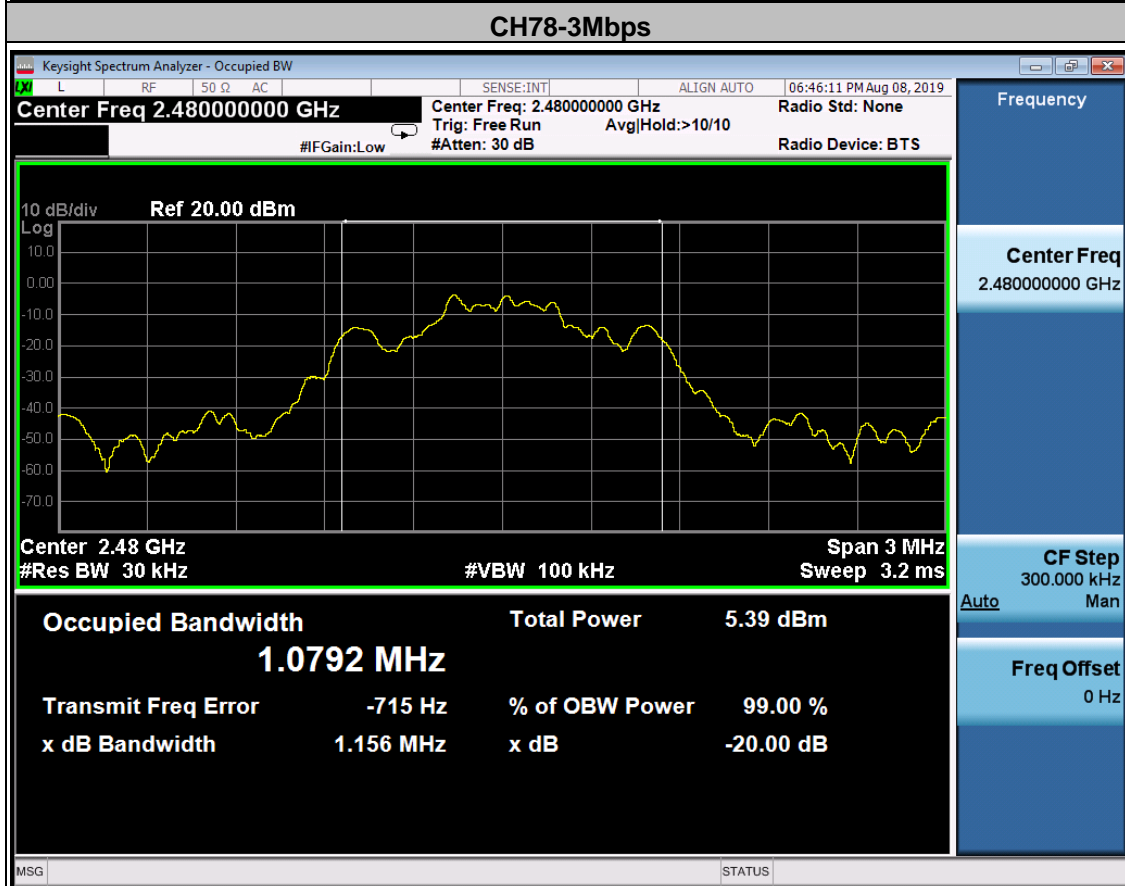 CH78-3Mbps
Keysight Spectrum Analyzer - Occupied BW
LXI L RF 50 Ω AC SENSE:INT ALIGN AUTO 06:46:11 PM Aug 08, 2019
Center Freq 2.480000000 GHz
Center Freq: 2.480000000 GHz Radio Std: None
Trig: Free Run Avg|Hold:>10/10
#IFGain:Low #Atten: 30 dB Radio Device: BTS
10 dB/div Ref 20.00 dBm
Log
10.0
0.00
-10.0
-20.0
-30.0
-40.0
-50.0
-60.0
-70.0
Center 2.48 GHz Span 3 MHz
#Res BW 30 kHz #VBW 100 kHz Sweep 3.2 ms
Occupied Bandwidth Total Power 5.39 dBm
1.0792 MHz
Transmit Freq Error -715 Hz % of OBW Power 99.00 %
x dB Bandwidth 1.156 MHz x dB -20.00 dB
Frequency
Center Freq
2.480000000 GHz
CF Step
300.000 kHz
Auto Man
Freq Offset
0 Hz
MSG STATUS